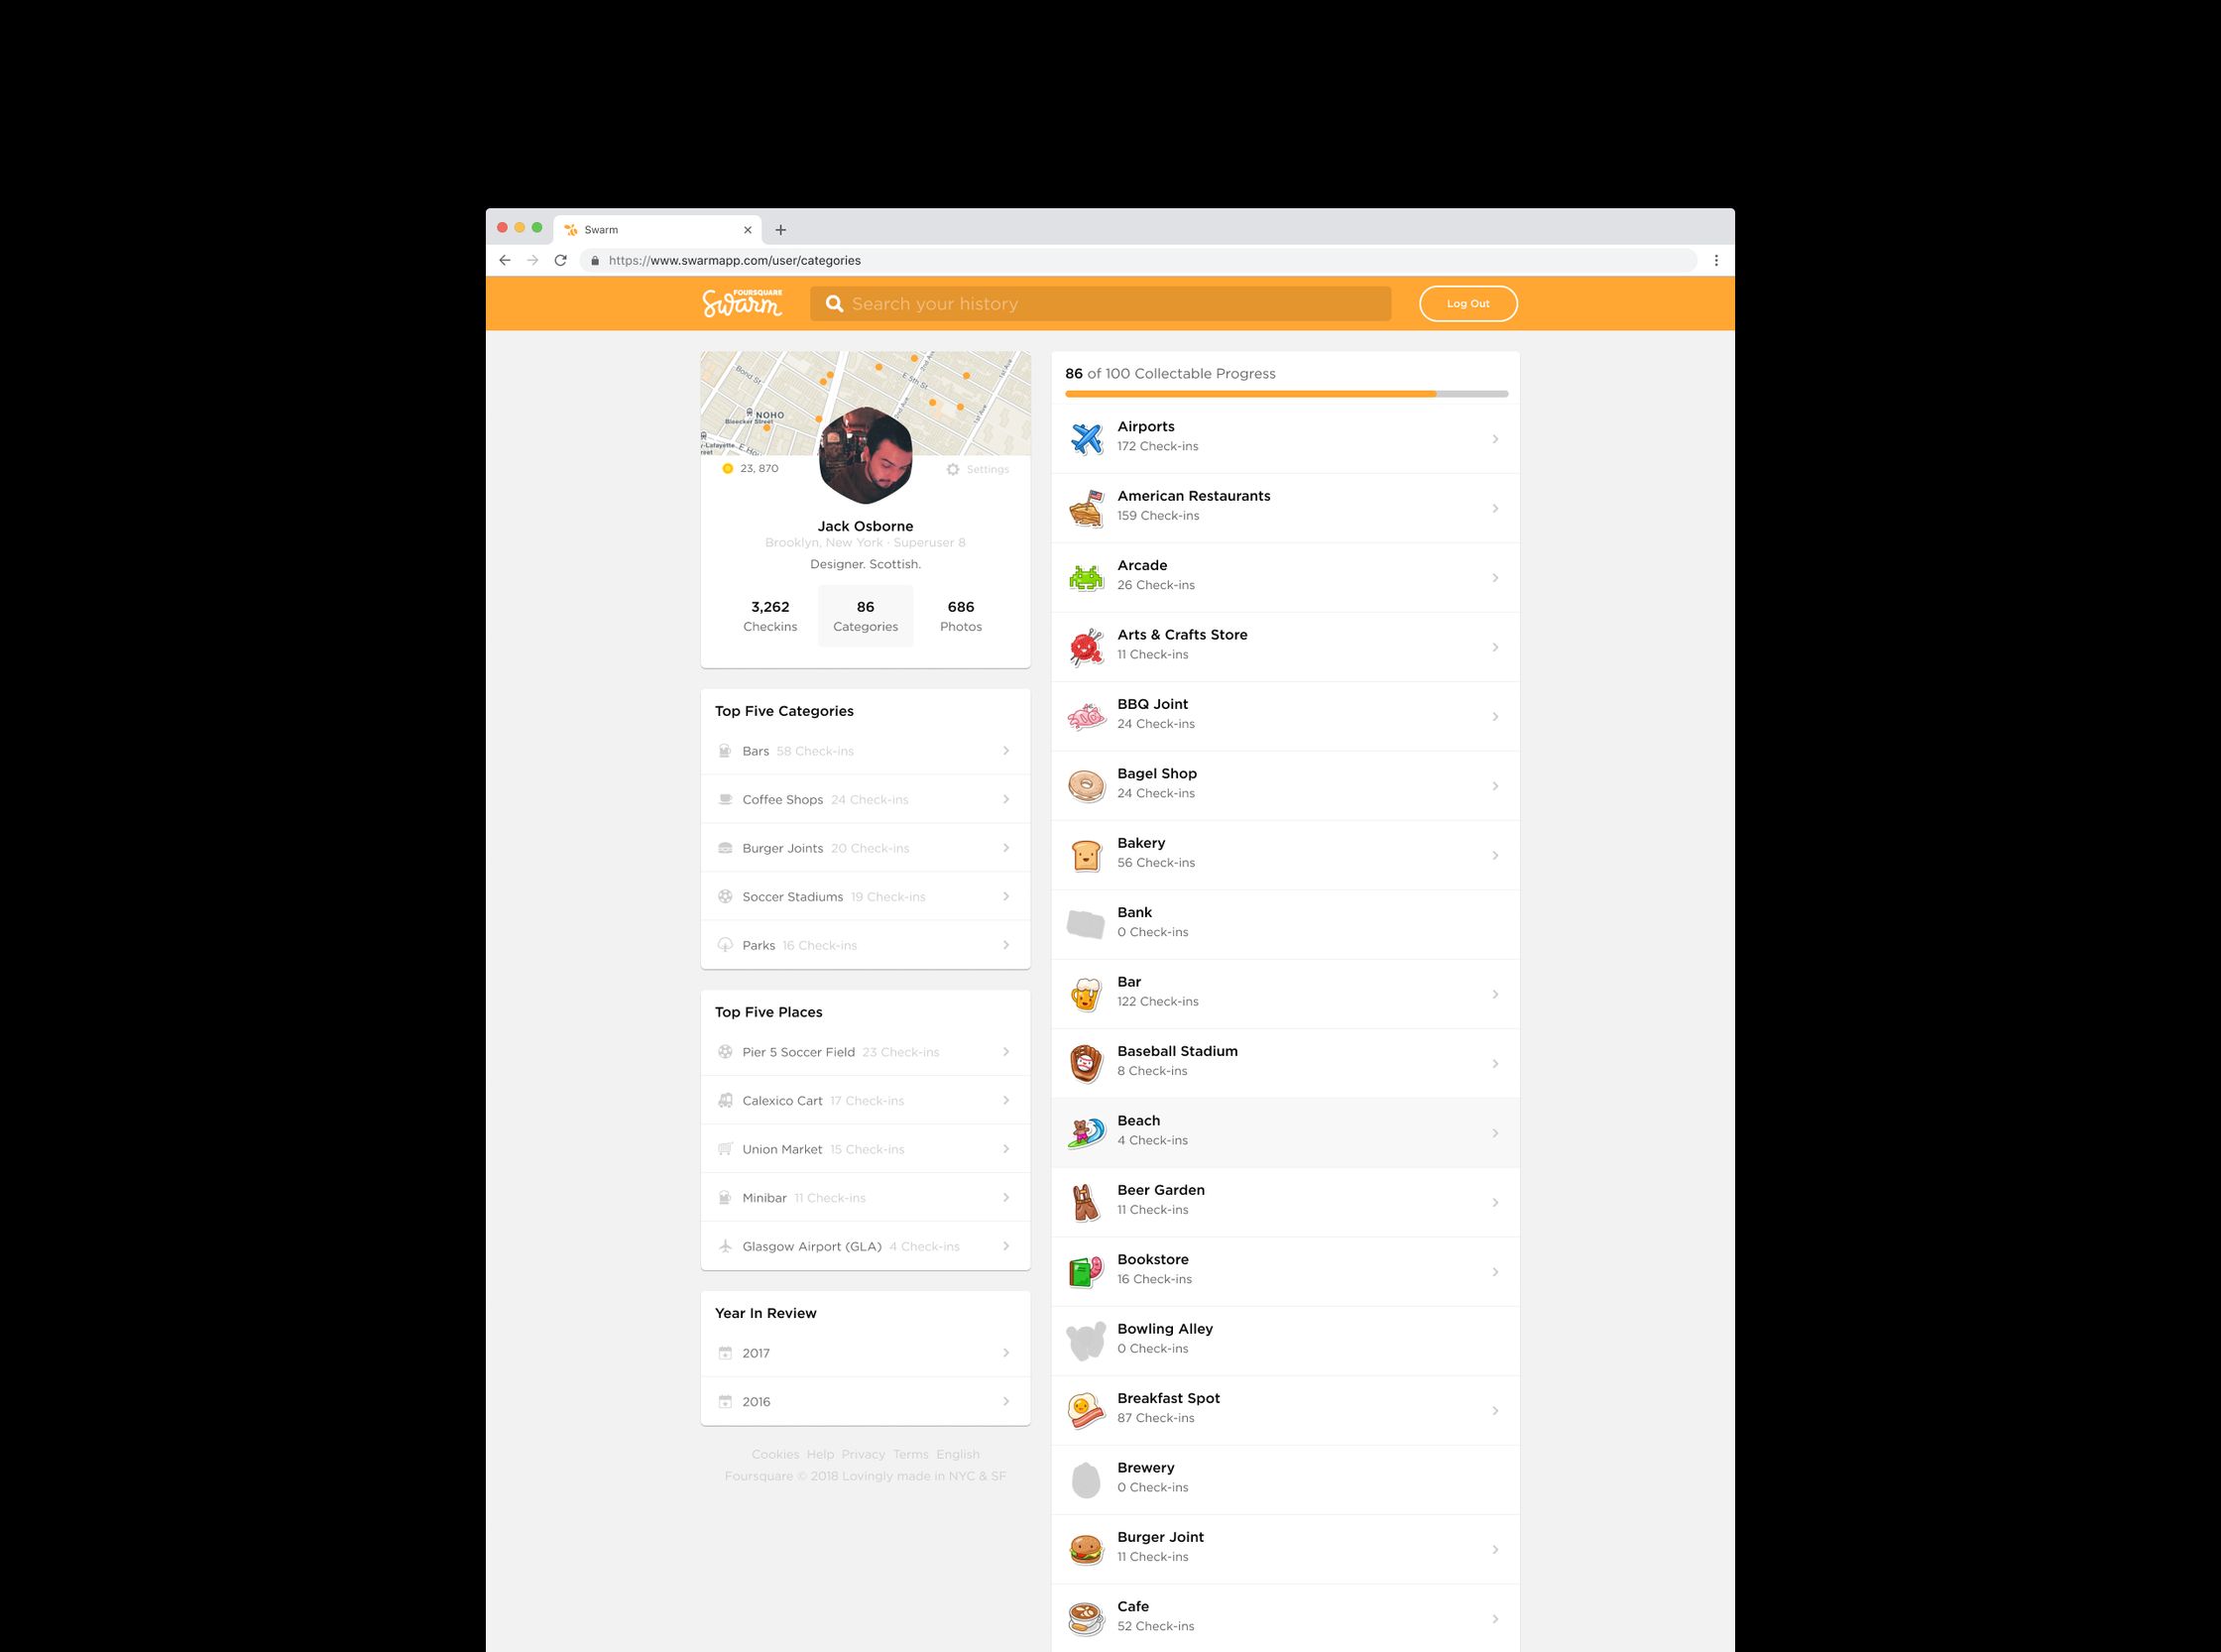 Swarm
https://www.swarmapp.com/user/categories
FOURSQUARE
Swarm
Search your history
Log Out
Bond St
NOHO
Bleecker Street
-Lafayette
reet
E 5th St
2nd Ave
2nd Ave
1st Ave
1st Ave
23, 870
Settings
Jack Osborne
Brooklyn, New York · Superuser 8
Designer. Scottish.
3,262
Checkins
86
Categories
686
Photos
Top Five Categories
Bars 58 Check-ins
Coffee Shops 24 Check-ins
Burger Joints 20 Check-ins
Soccer Stadiums 19 Check-ins
Parks 16 Check-ins
Top Five Places
Pier 5 Soccer Field 23 Check-ins
Calexico Cart 17 Check-ins
Union Market 15 Check-ins
Minibar 11 Check-ins
Glasgow Airport (GLA) 4 Check-ins
Year In Review
2017
2016
Cookies Help Privacy Terms English
Foursquare © 2018 Lovingly made in NYC & SF
86 of 100 Collectable Progress
Airports
172 Check-ins
American Restaurants
159 Check-ins
Arcade
26 Check-ins
Arts & Crafts Store
11 Check-ins
BBQ Joint
24 Check-ins
Bagel Shop
24 Check-ins
Bakery
56 Check-ins
Bank
0 Check-ins
Bar
122 Check-ins
Baseball Stadium
8 Check-ins
Beach
4 Check-ins
Beer Garden
11 Check-ins
Bookstore
16 Check-ins
Bowling Alley
0 Check-ins
Breakfast Spot
87 Check-ins
Brewery
0 Check-ins
Burger Joint
11 Check-ins
Cafe
52 Check-ins